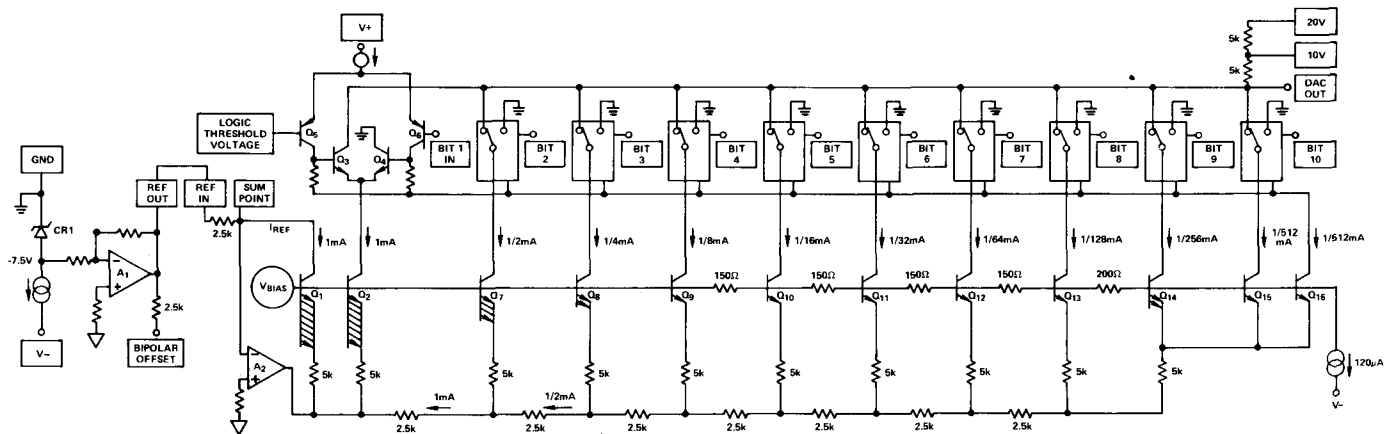 V+
20V
5k
10V
5k
DAC
OUT
LOGIC
THRESHOLD
VOLTAGE
Q5
Q6
Q3
Q4
BIT 1
IN
BIT
2
BIT
3
BIT
4
BIT
5
BIT
6
BIT
7
BIT
8
BIT
9
BIT
10
GND
REF
OUT
REF
IN
SUM
POINT
2.5k
IREF
CR1
-7.5V
A1
2.5k
V-
BIPOLAR
OFFSET
1mA
1mA
1/2mA
1/4mA
1/8mA
1/16mA
1/32mA
1/64mA
1/128mA
1/256mA
1/512
mA
1/512mA
VBIAS
150Ω
150Ω
150Ω
150Ω
200Ω
Q1
Q2
Q7
Q8
Q9
Q10
Q11
Q12
Q13
Q14
Q15
Q16
A2
5k
5k
5k
5k
5k
5k
5k
5k
5k
5k
120μA
V-
1mA
1/2mA
2.5k
2.5k
2.5k
2.5k
2.5k
2.5k
2.5k